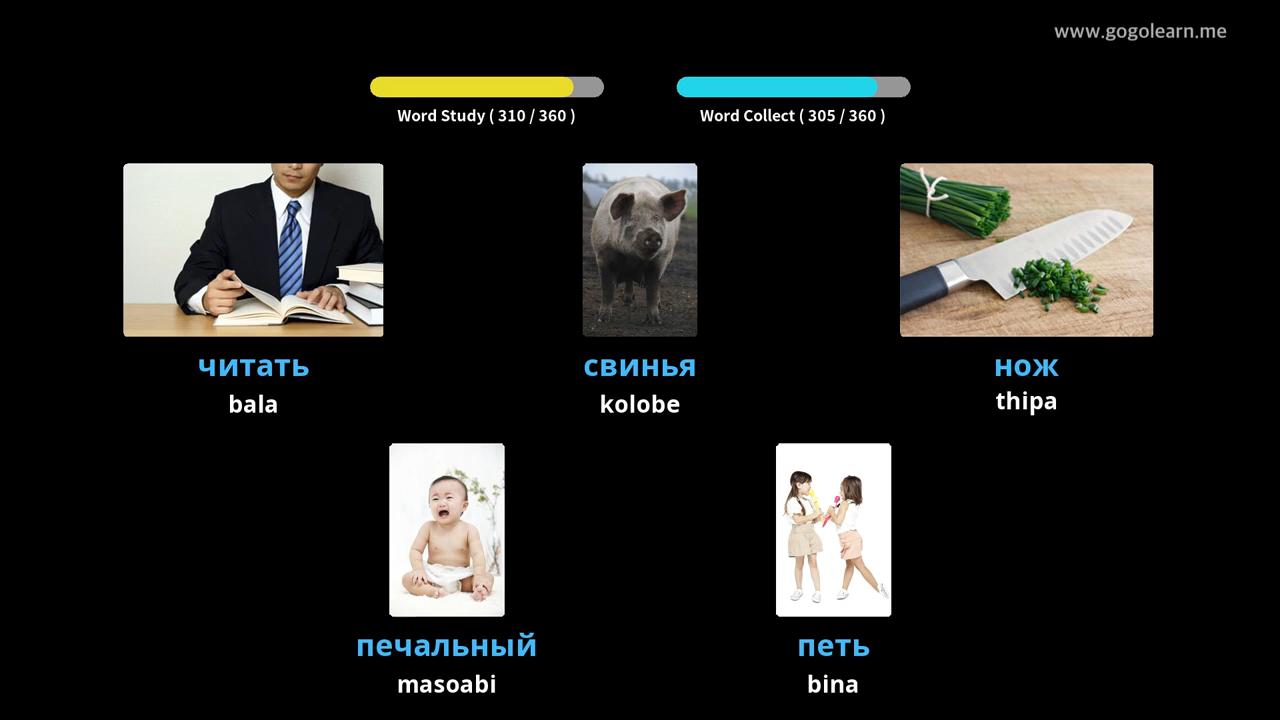 www.gogolearn.me
Word Study ( 310 / 360 )
Word Collect ( 305 / 360 )
читать
bala
свинья
kolobe
нож
thipa
печальный
masoabi
петь
bina